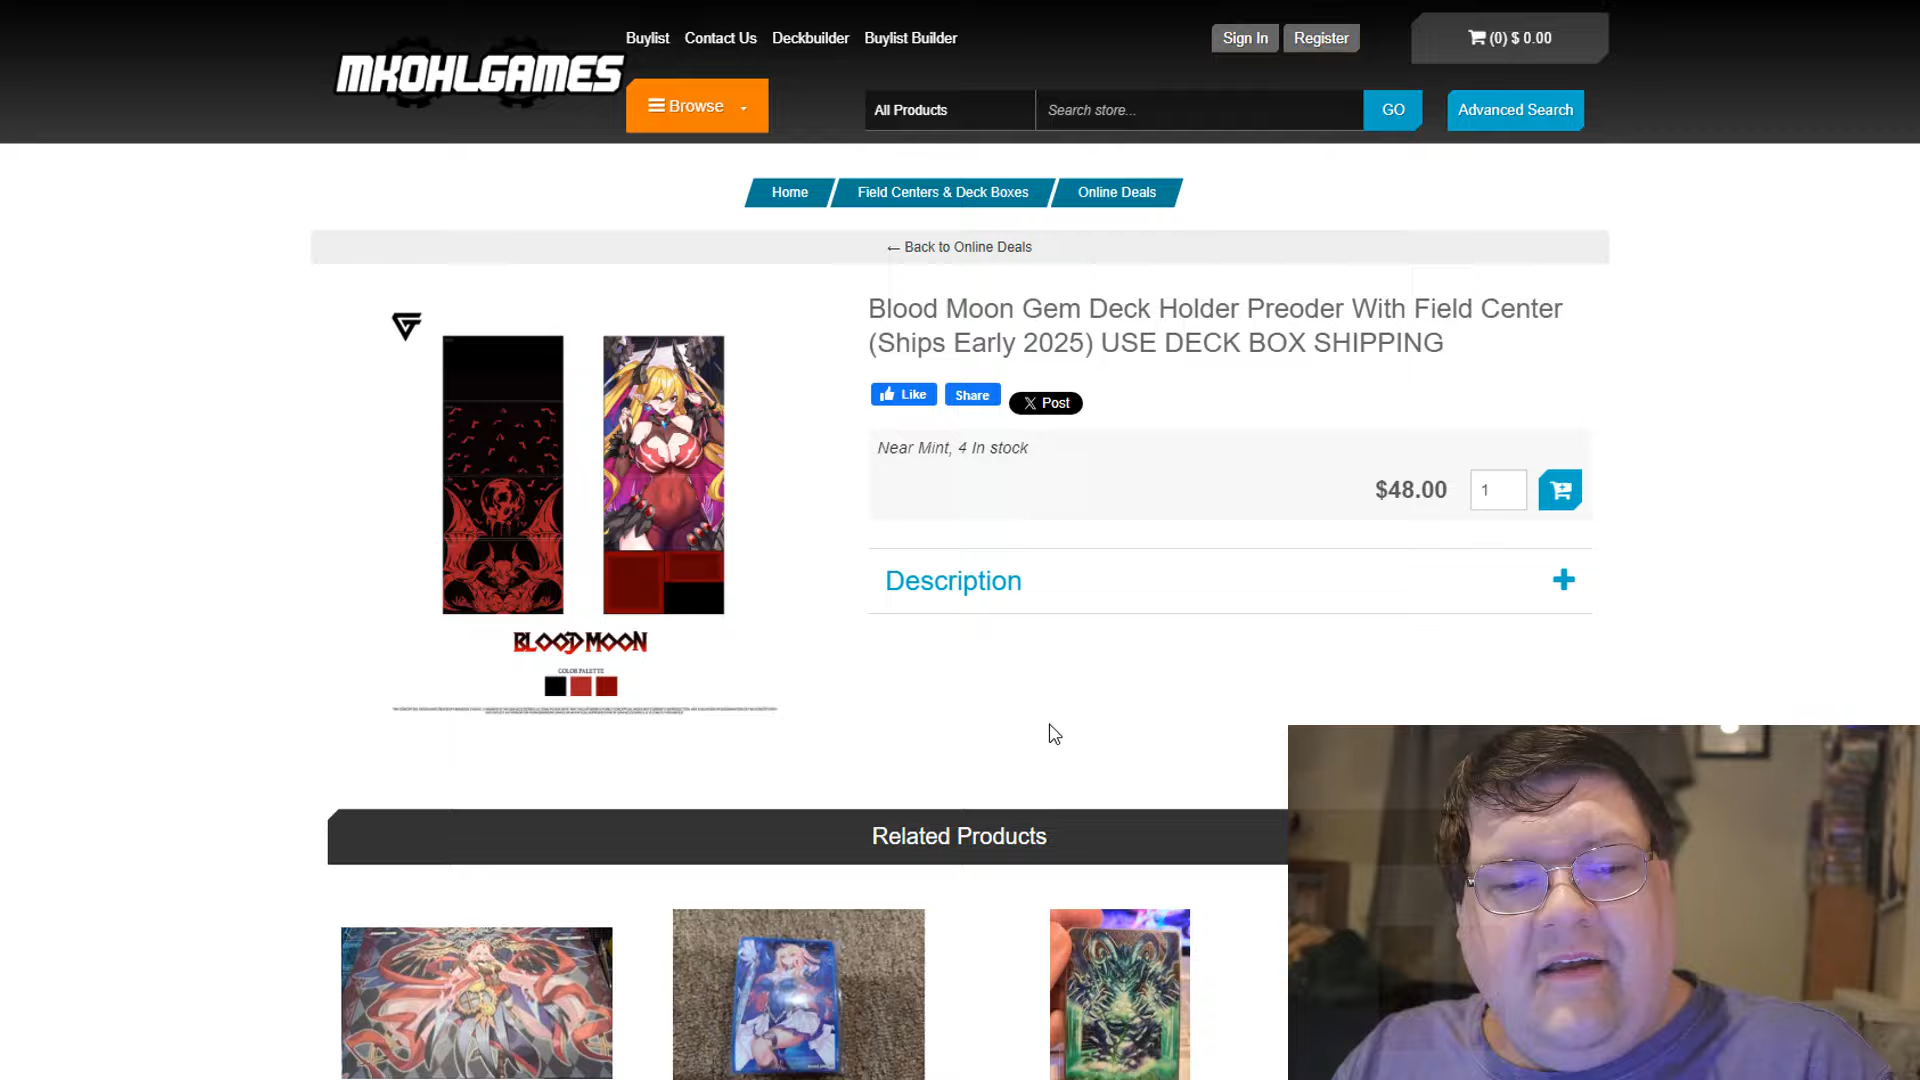 Buylist Contact Us Deckbuilder Buylist Builder
Sign In Register
(0) $ 0.00
MKOHLGAMES
Browse
All Products
Search store...
GO
Advanced Search
Home Field Centers & Deck Boxes Online Deals
← Back to Online Deals
Blood Moon Gem Deck Holder Preoder With Field Center
(Ships Early 2025) USE DECK BOX SHIPPING
Like Share X Post
Near Mint, 4 In stock
$48.00 1
Description +
BLOOD MOON
COLOR PALETTE
Related Products